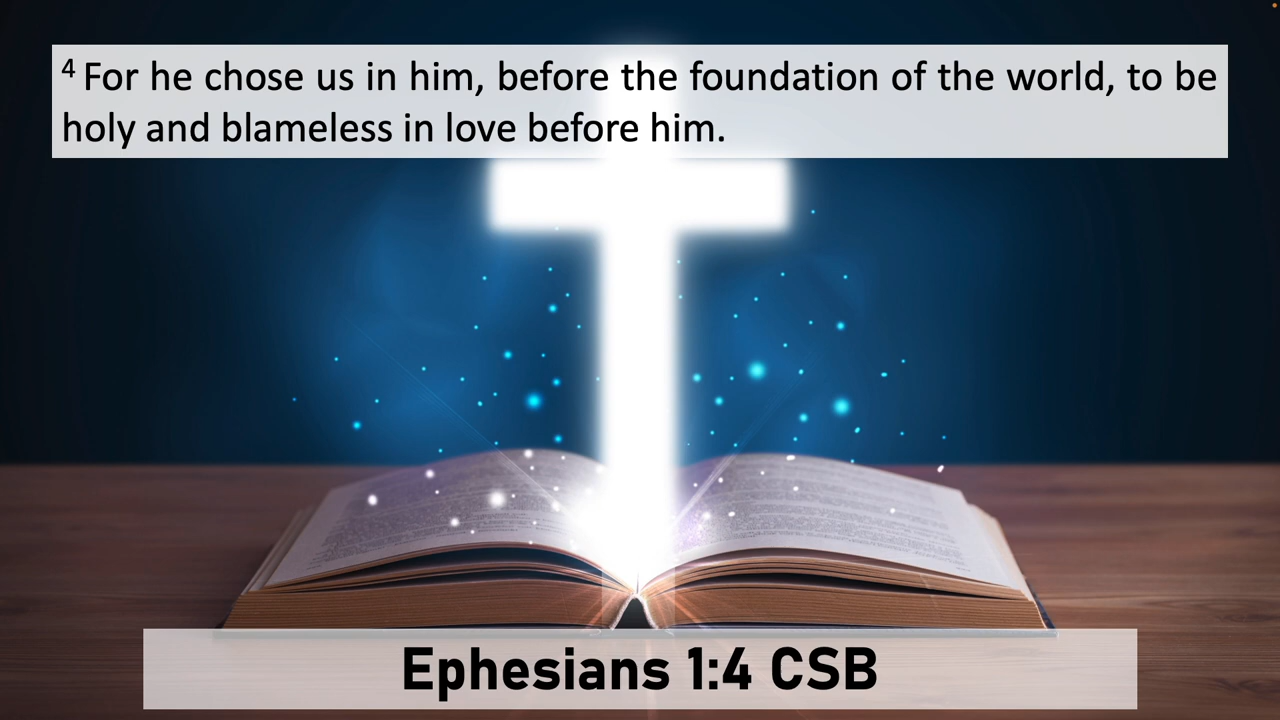 4 For he chose us in him, before the foundation of the world, to be
holy and blameless in love before him.
Ephesians 1:4 CSB